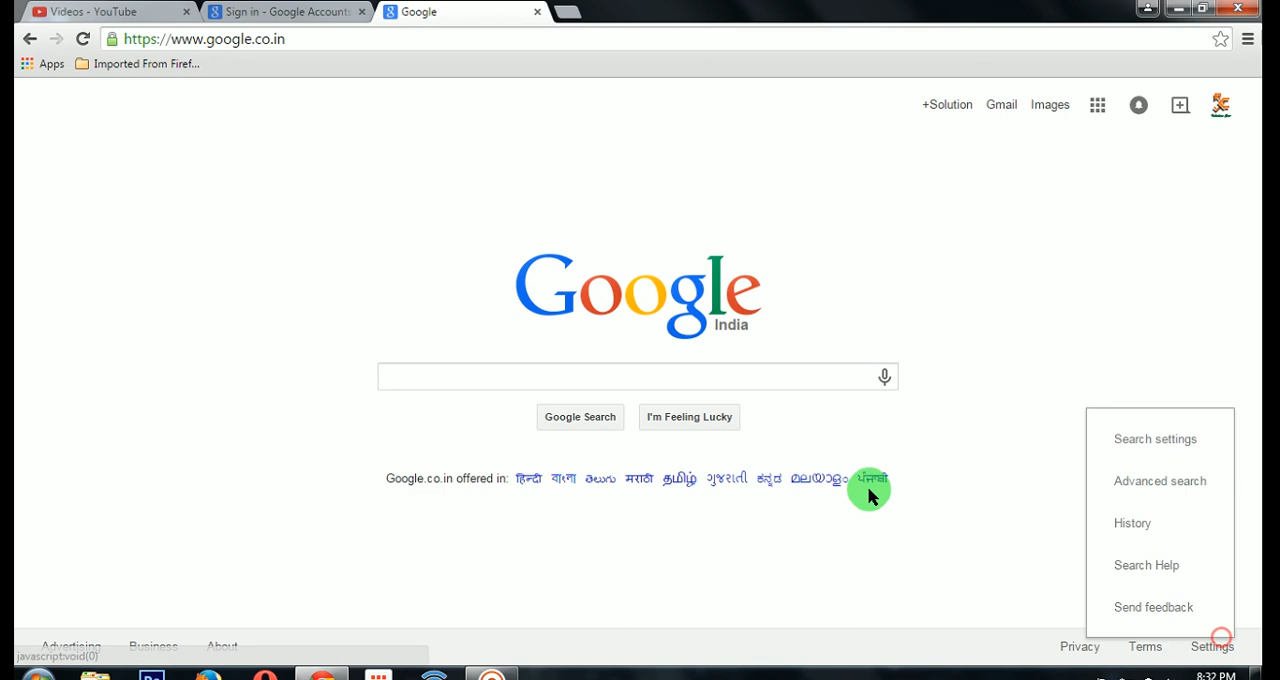 Videos - YouTube
Sign in - Google Accounts
Google
https://www.google.co.in
Apps
Imported From Firef...
+Solution
Gmail
Images
Google
India
Google Search
I'm Feeling Lucky
Google.co.in offered in: हिन्दी বাংলা తెలుగు मराठी தமிழ் ગુજરાતી ಕನ್ನಡ മലയാളം ਪੰਜਾਬੀ
Search settings
Advanced search
History
Search Help
Send feedback
Advertising
Business
About
Privacy
Terms
Settings
javascript:void(0)
8:32 PM